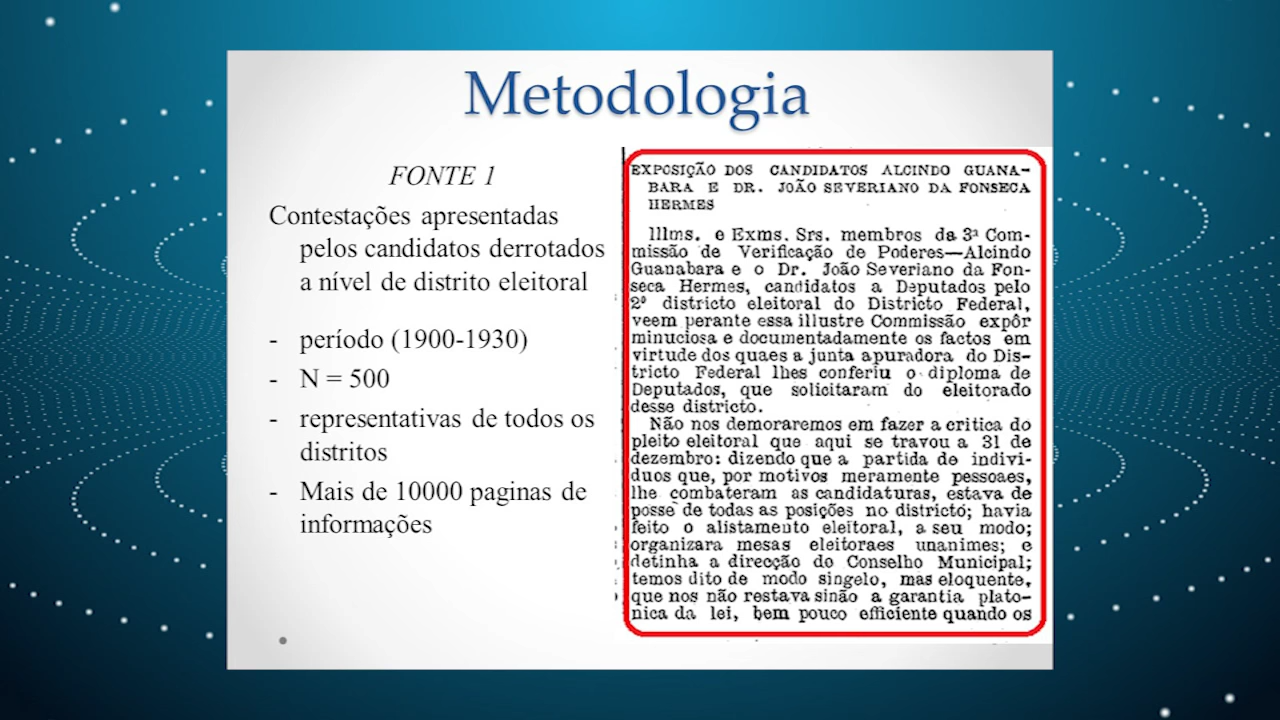 Metodologia
FONTE 1
Contestações apresentadas
pelos candidatos derrotados
a nível de distrito eleitoral
- período (1900-1930)
- N = 500
- representativas de todos os
distritos
- Mais de 10000 paginas de
informações
EXPOSIÇÃO DOS CANDIDATOS ALCINDO GUANA-
BARA E DR. JOÃO SEVERIANO DA FONSECA
HERMES
Illms. e Exms. Srs. membros da 3ª Com-
missão de Verificação de Poderes—Alcindo
Guanabara e o Dr. João Severiano da Fon-
seca Hermes, candidatos a Deputados pelo
2º districto eleitoral do Districto Federal,
veem perante essa illustre Commissão expôr
minuciosa e documentadamente os factos em
virtude dos quaes a junta apuradora do Dis-
tricto Federal lhes conferiu o diploma de
Deputados, que solicitaram do eleitorado
desse districto.
Não nos demoraremos em fazer a critica do
pleito eleitoral que aqui se travou a 31 de
dezembro: dizendo que a partida de indivi-
duos que, por motivos meramente pessoaes,
lhe combateram as candidaturas, estava de
posse de todas as posições no districto; havia
feito o alistamento eleitoral, a seu modo;
organizara mesas eleitoraes unanimes; e
detinha a direcção do Conselho Municipal;
temos dito de modo singelo, mas eloquente,
que nos não restava sinão a garantia plato-
nica da lei, bem pouco efficiente quando os